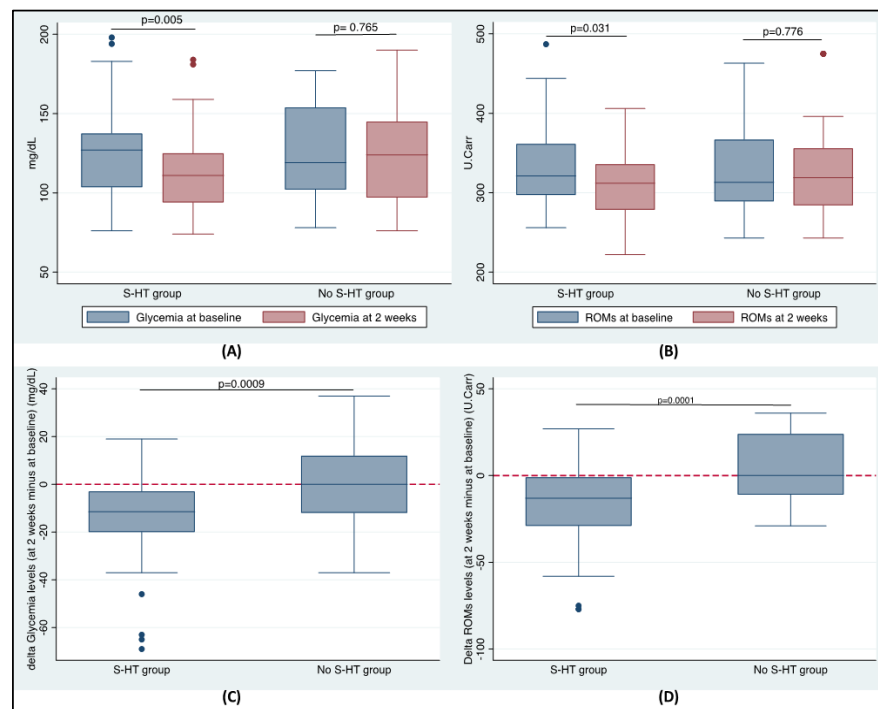 p=0.005
p= 0.765
200
150
100
50
mg/dL
S-HT group
No S-HT group
Glycemia at baseline
Glycemia at 2 weeks
(A)
p=0.031
p=0.776
500
400
300
200
U.Carr
S-HT group
No S-HT group
ROMs at baseline
ROMs at 2 weeks
(B)
p=0.0009
40
20
0
-20
-40
-60
delta Glycemia levels (at 2 weeks minus at baseline) (mg/dL)
S-HT group
No S-HT group
(C)
p=0.0001
50
0
-50
-100
Delta ROMs levels (at 2 weeks minus at baseline) (U.Carr)
S-HT group
No S-HT group
(D)